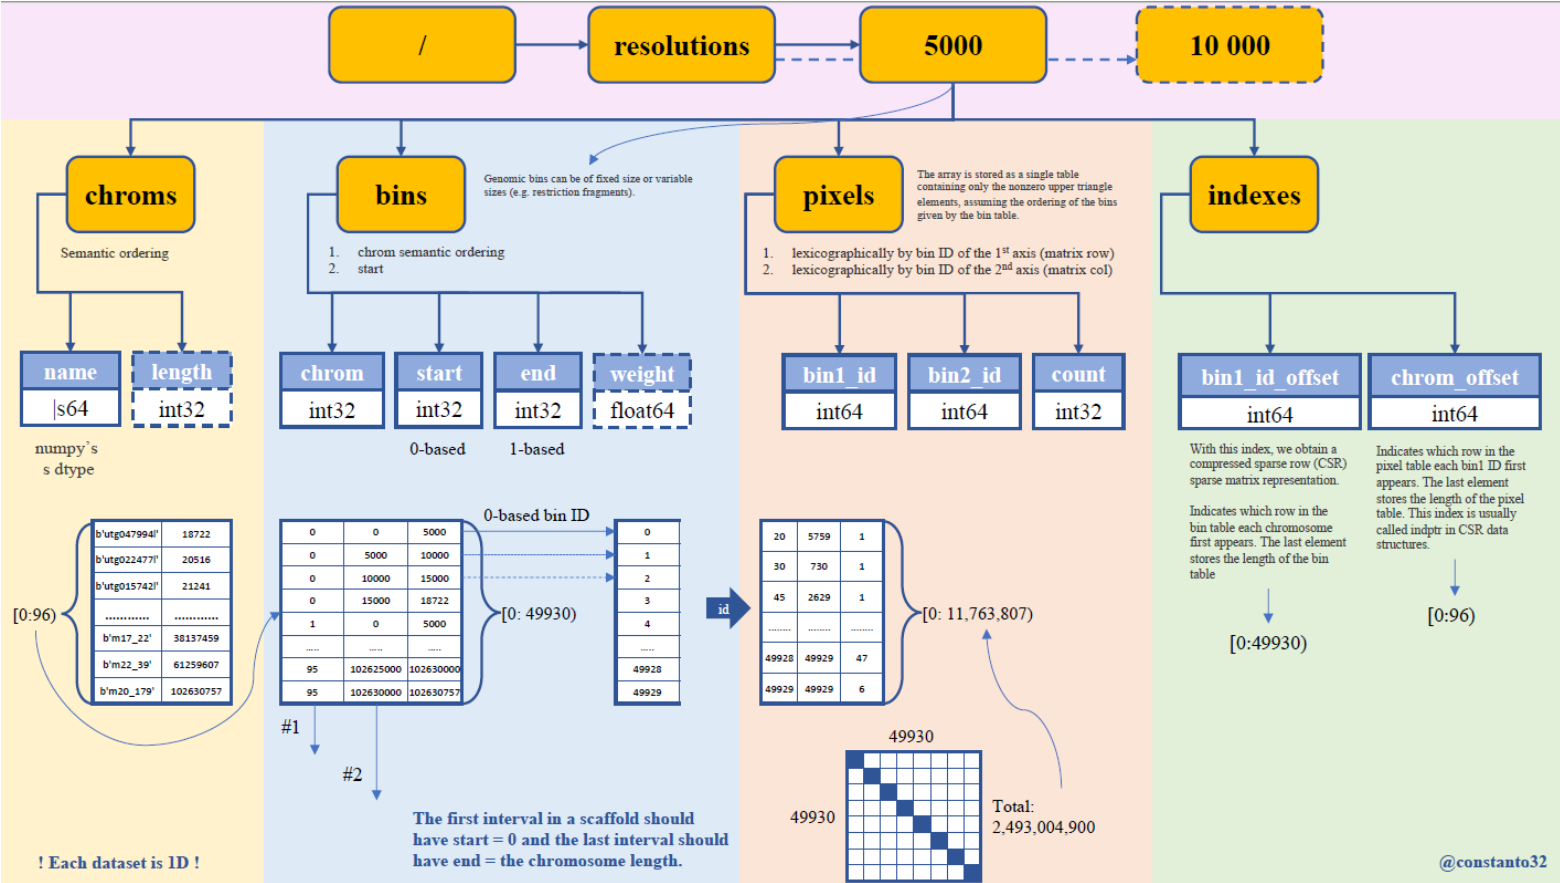 /
resolutions
5000
10 000
chroms
Semantic ordering
name
|s64
length
int32
numpy's
s dtype
b'utg047994l' 18722
b'utg022477l' 20516
b'utg015742l' 21241
............ ............
b'm17_22' 38137459
b'm22_39' 61259607
b'm20_179' 102630757
[0:96)
! Each dataset is 1D !
bins
Genomic bins can be of fixed size or variable
sizes (e.g. restriction fragments).
1. chrom semantic ordering
2. start
chrom
int32
start
int32
end
int32
weight
float64
0-based
1-based
0-based bin ID
0 0 5000
0 5000 10000
0 10000 15000
0 15000 18722
1 0 5000
..... ..... .....
95 102625000 102630000
95 102630000 102630757
[0: 49930)
0
1
2
3
4
.....
49928
49929
#1
#2
The first interval in a scaffold should
have start = 0 and the last interval should
have end = the chromosome length.
id
pixels
The array is stored as a single table
containing only the nonzero upper triangle
elements, assuming the ordering of the bins
given by the bin table.
1. lexicographically by bin ID of the 1st axis (matrix row)
2. lexicographically by bin ID of the 2nd axis (matrix col)
bin1_id
int64
bin2_id
int64
count
int32
20 5759 1
30 730 1
45 2629 1
........ ........ ........
49928 49929 47
49929 49929 6
[0: 11,763,807)
49930
49930
Total:
2,493,004,900
indexes
bin1_id_offset
int64
chrom_offset
int64
With this index, we obtain a
compressed sparse row (CSR)
sparse matrix representation.
Indicates which row in the
bin table each chromosome
first appears. The last element
stores the length of the bin
table
[0:49930)
Indicates which row in the
pixel table each bin1 ID first
appears. The last element
stores the length of the pixel
table. This index is usually
called indptr in CSR data
structures.
[0:96)
@constanto32